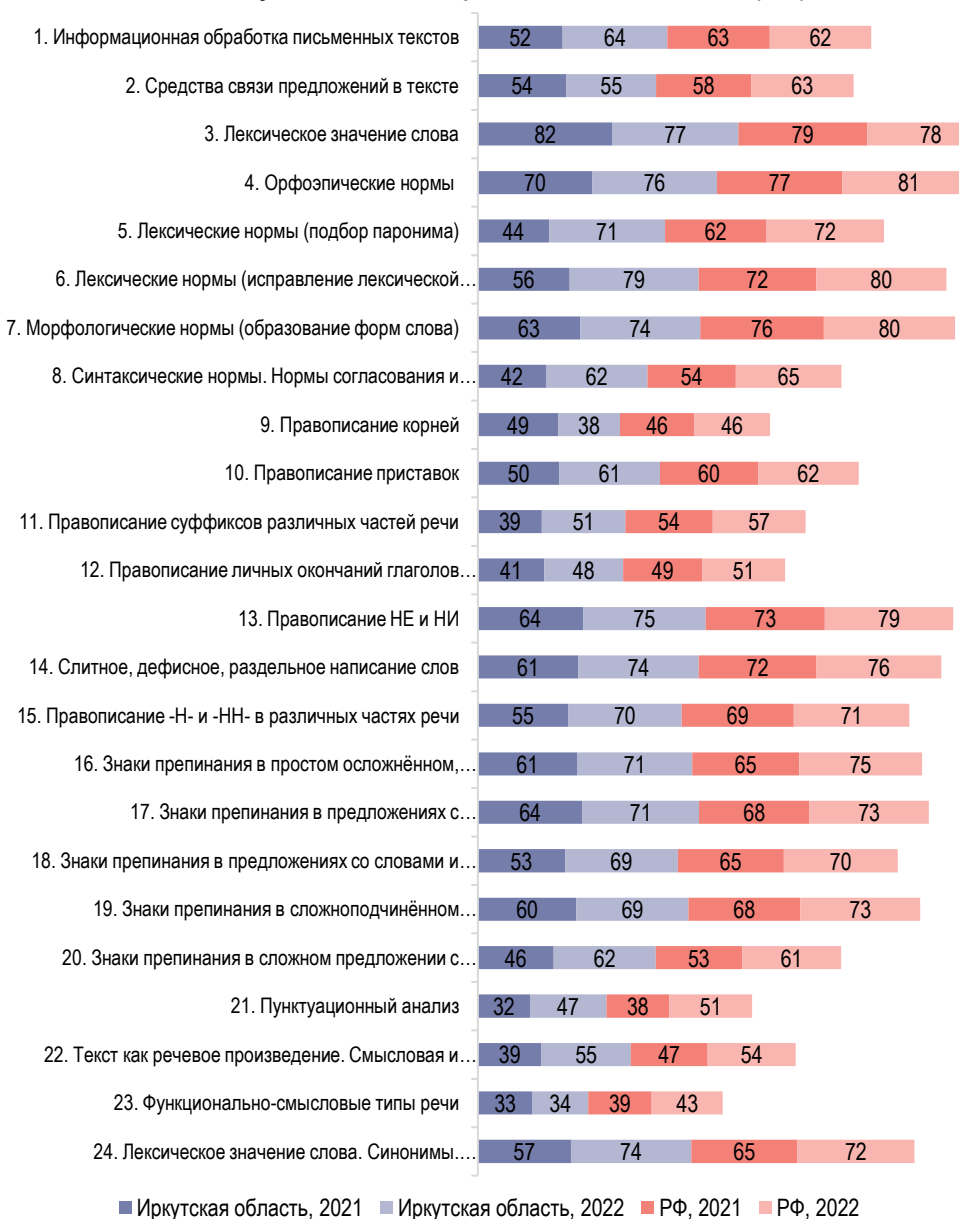 1. Информационная обработка письменных текстов 52 64 63 62
2. Средства связи предложений в тексте 54 55 58 63
3. Лексическое значение слова 82 77 79 78
4. Орфоэпические нормы 70 76 77 81
5. Лексические нормы (подбор паронима) 44 71 62 72
6. Лексические нормы (исправление лексической… 56 79 72 80
7. Морфологические нормы (образование форм слова) 63 74 76 80
8. Синтаксические нормы. Нормы согласования и… 42 62 54 65
9. Правописание корней 49 38 46 46
10. Правописание приставок 50 61 60 62
11. Правописание суффиксов различных частей речи 39 51 54 57
12. Правописание личных окончаний глаголов… 41 48 49 51
13. Правописание НЕ и НИ 64 75 73 79
14. Слитное, дефисное, раздельное написание слов 61 74 72 76
15. Правописание -Н- и -НН- в различных частях речи 55 70 69 71
16. Знаки препинания в простом осложнённом,… 61 71 65 75
17. Знаки препинания в предложениях с… 64 71 68 73
18. Знаки препинания в предложениях со словами и… 53 69 65 70
19. Знаки препинания в сложноподчинённом… 60 69 68 73
20. Знаки препинания в сложном предложении с… 46 62 53 61
21. Пунктуационный анализ 32 47 38 51
22. Текст как речевое произведение. Смысловая и… 39 55 47 54
23. Функционально-смысловые типы речи 33 34 39 43
24. Лексическое значение слова. Синонимы.… 57 74 65 72
Иркутская область, 2021 Иркутская область, 2022 РФ, 2021 РФ, 2022